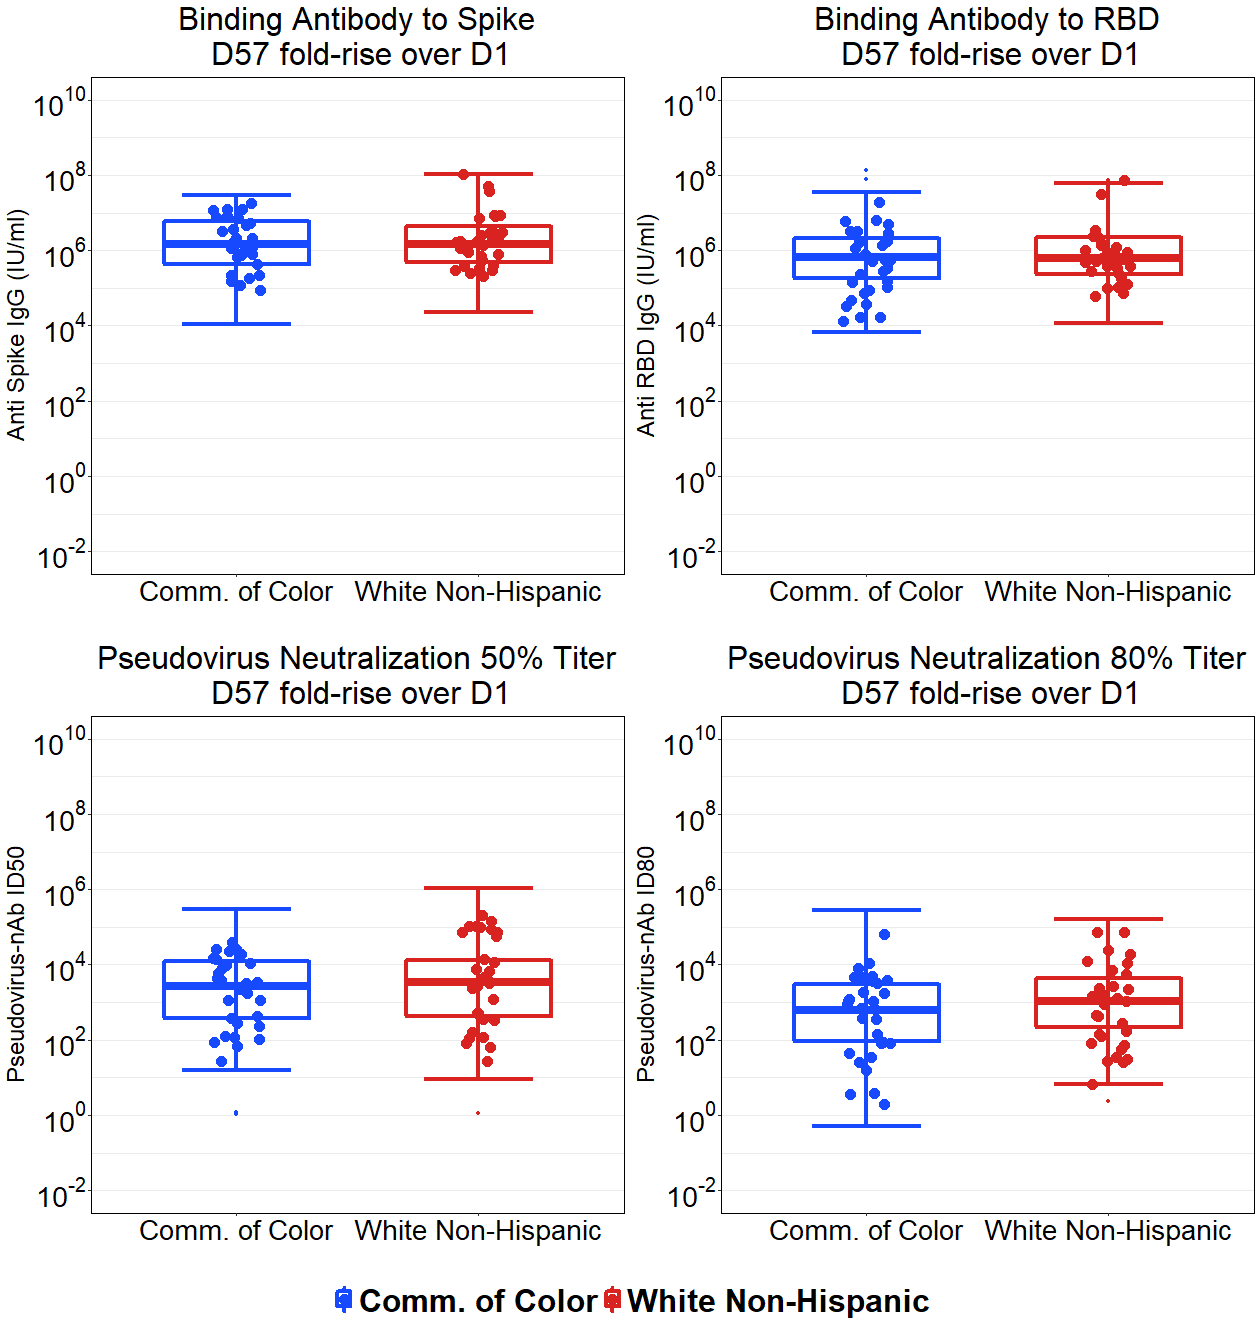 Binding Antibody to Spike
D57 fold-rise over D1
Anti Spike IgG (IU/ml)
10^10
10^8
10^6
10^4
10^2
10^0
10^-2
Comm. of Color White Non-Hispanic
Binding Antibody to RBD
D57 fold-rise over D1
Anti RBD IgG (IU/ml)
10^10
10^8
10^6
10^4
10^2
10^0
10^-2
Comm. of Color White Non-Hispanic
Pseudovirus Neutralization 50% Titer
D57 fold-rise over D1
Pseudovirus-nAb ID50
10^10
10^8
10^6
10^4
10^2
10^0
10^-2
Comm. of Color White Non-Hispanic
Pseudovirus Neutralization 80% Titer
D57 fold-rise over D1
Pseudovirus-nAb ID80
10^10
10^8
10^6
10^4
10^2
10^0
10^-2
Comm. of Color White Non-Hispanic
Comm. of Color White Non-Hispanic